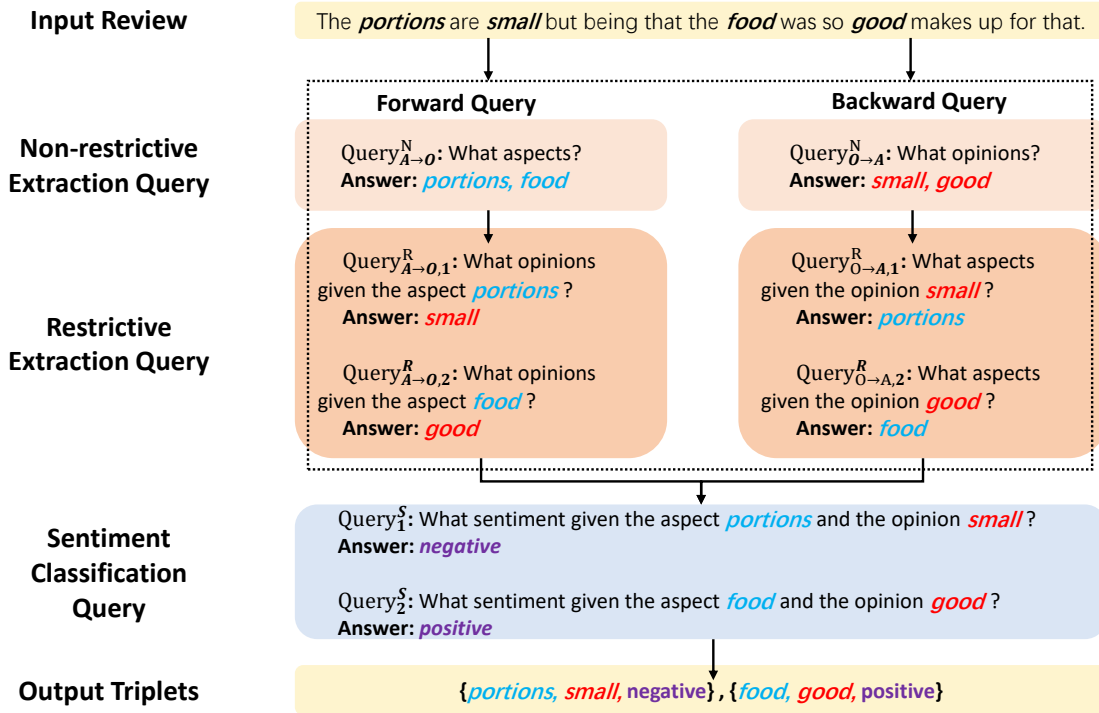 Input Review
The portions are small but being that the food was so good makes up for that.
Forward Query
Backward Query
Non-restrictive
Extraction Query
Query^N_{A→O}: What aspects?
Answer: portions, food
Query^N_{O→A}: What opinions?
Answer: small, good
Restrictive
Extraction Query
Query^R_{A→O,1}: What opinions
given the aspect portions ?
Answer: small
Query^R_{A→O,2}: What opinions
given the aspect food ?
Answer: good
Query^R_{O→A,1}: What aspects
given the opinion small ?
Answer: portions
Query^R_{O→A,2}: What aspects
given the opinion good ?
Answer: food
Sentiment
Classification
Query
Query^S_1: What sentiment given the aspect portions and the opinion small ?
Answer: negative
Query^S_2: What sentiment given the aspect food and the opinion good ?
Answer: positive
Output Triplets
{portions, small, negative} , {food, good, positive}